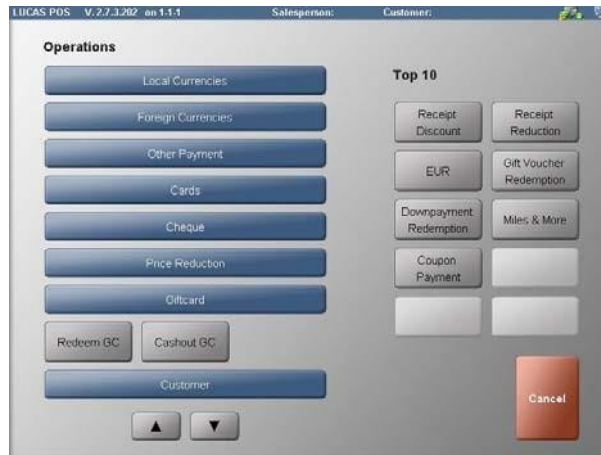 LUCAS POS V. 2.7.3.202 on 1-1-1 Salesperson: Customer:
Operations
Local Currencies
Foreign Currencies
Other Payment
Cards
Cheque
Price Reduction
Giftcard
Redeem GC Cashout GC
Customer
Top 10
Receipt Discount
Receipt Reduction
EUR
Gift Voucher Redemption
Downpayment Redemption
Miles & More
Coupon Payment
Cancel